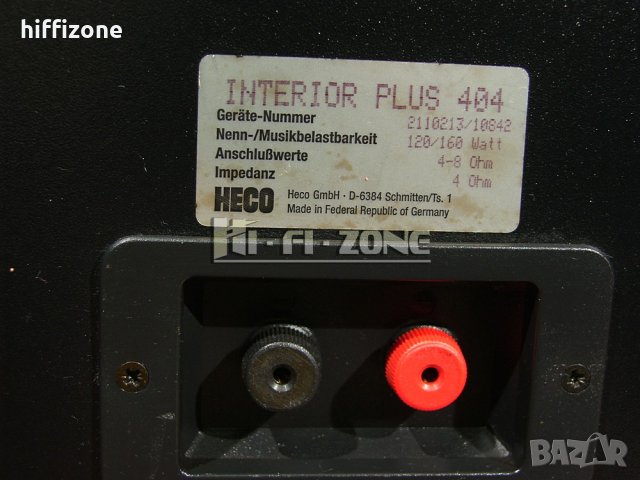 hiffizone
INTERIOR PLUS 404
Geräte-Nummer 2110213/10842
Nenn-/Musikbelastbarkeit 120/160 Watt
Anschlußwerte 4-8 Ohm
Impedanz 4 Ohm
HECO Heco GmbH · D-6384 Schmitten/Ts. 1
Made in Federal Republic of Germany
Hi-Fi-ZONE
BAZAR